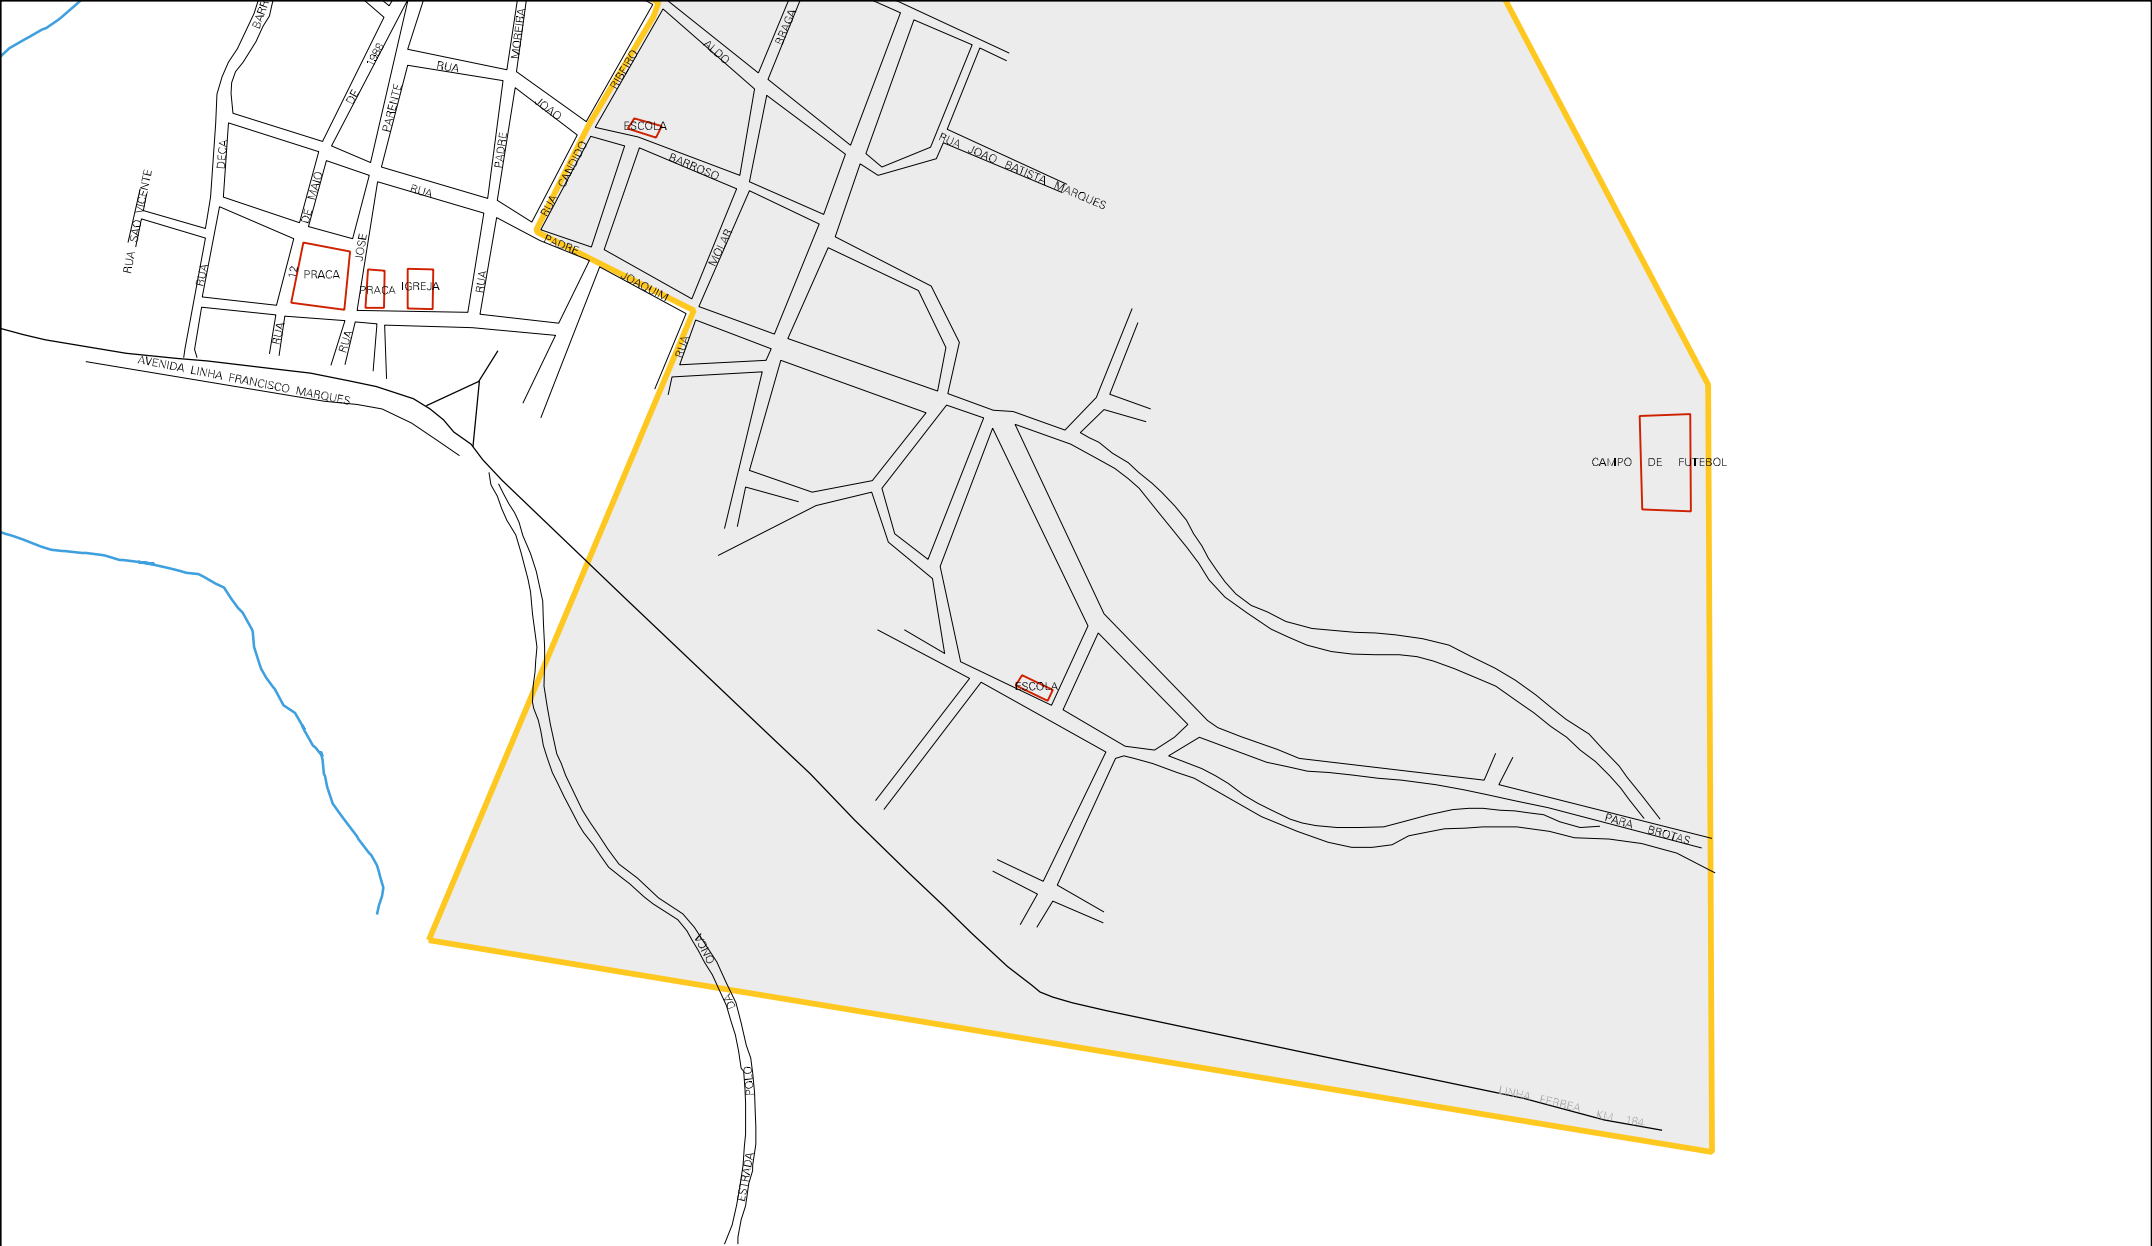 BARR
1888
DE
RUA
MOREIRA
JOAO
RIBEIRO
ALDO
BRAGA
PARENTE
ESCOLA
DECA
PADRE
CANDIDO
BARROSO
RUA JOAO BATISTA MARQUES
RUA SAO VICENTE
DE MAIO
RUA
RUA
PADRE
JOAQUIM
MOLAR
JOSE
RUA
12
PRACA
PRACA
IGREJA
RUA
RUA
RUA
RUA
AVENIDA LINHA FRANCISCO MARQUES
CAMPO DE FUTEBOL
ESCOLA
PARA BROTAS
ONCA
DA
POLO
ESTRADA
LINHA FERREA KM 184